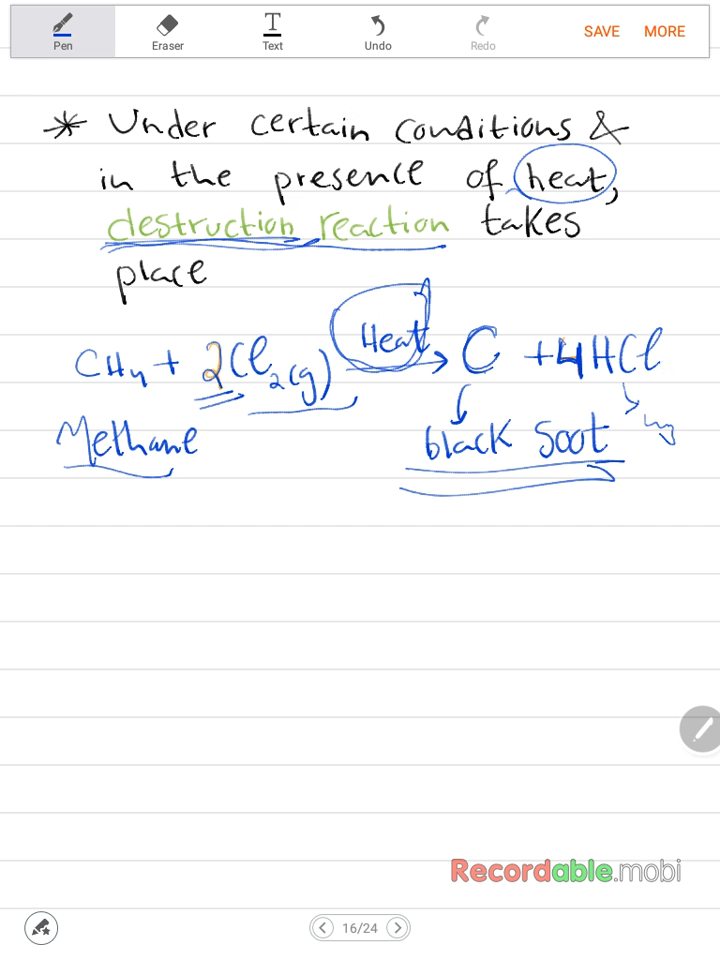 Pen Eraser Text Undo Redo SAVE MORE
* Under certain conditions &
in the presence of heat,
destruction reaction takes
place
CH4 + 2Cl2(g) Heat → C + 4HCl
Methane black soot
16/24
Recordable.mobi